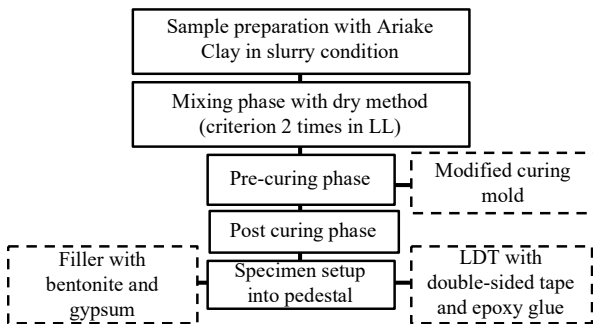 Sample preparation with Ariake
Clay in slurry condition
Mixing phase with dry method
(criterion 2 times in LL)
Pre-curing phase
Modified curing
mold
Post curing phase
Filler with
bentonite and
gypsum
Specimen setup
into pedestal
LDT with
double-sided tape
and epoxy glue